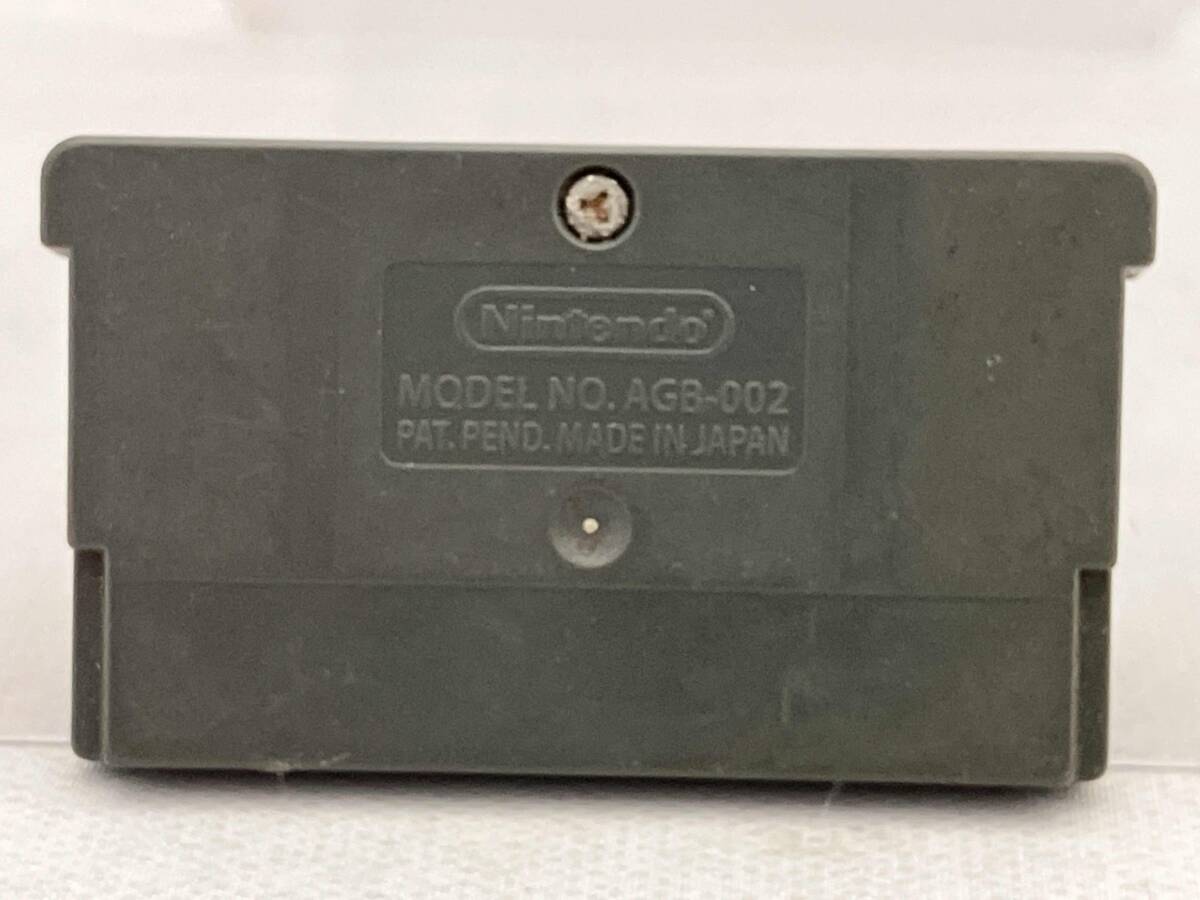 Nintendo®
MODEL NO. AGB-002
PAT. PEND. MADE IN JAPAN